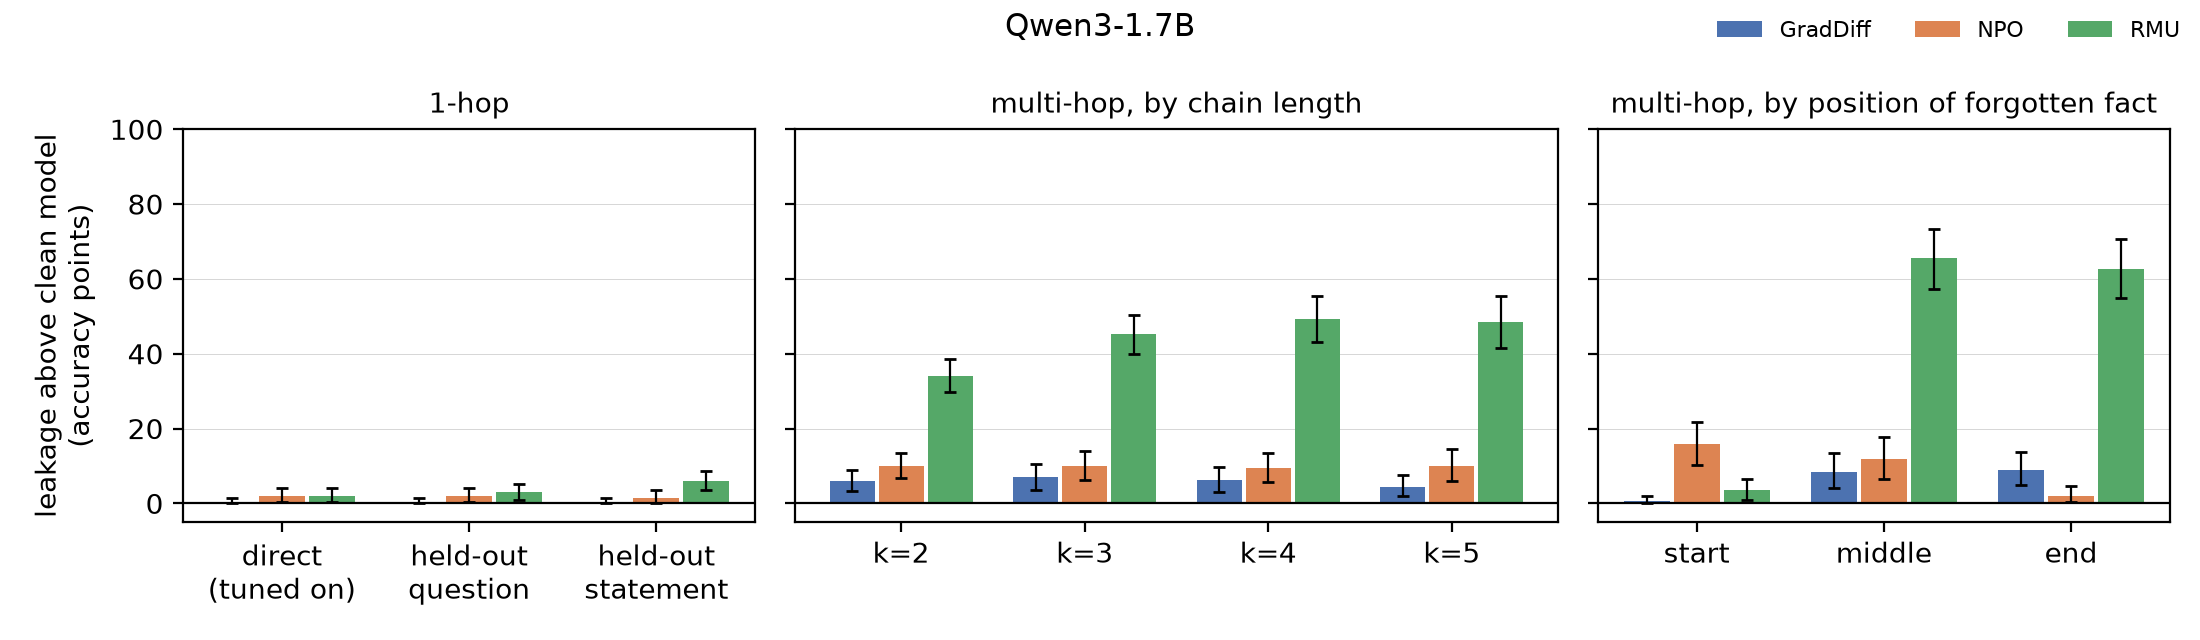 Qwen3-1.7B
GradDiff NPO RMU
1-hop
multi-hop, by chain length
multi-hop, by position of forgotten fact
leakage above clean model
(accuracy points)
100
80
60
40
20
0
direct
(tuned on)
held-out
question
held-out
statement
k=2 k=3 k=4 k=5
start middle end